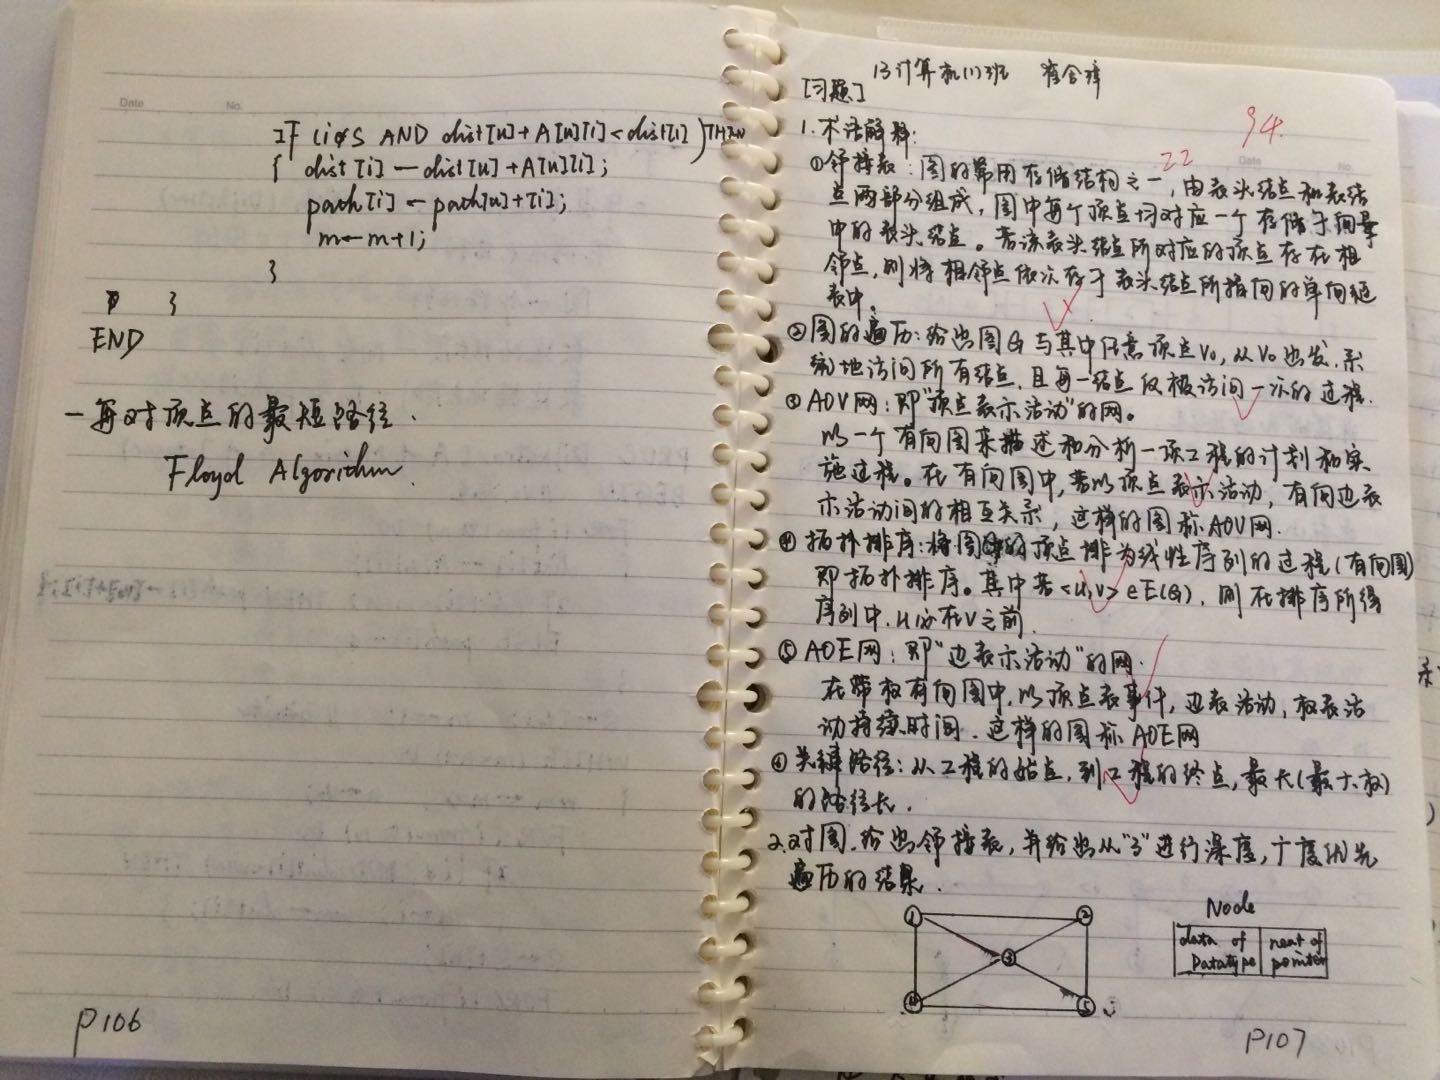 Date
No.
IF (i∉S AND dist[u]+A[u][i]<dist[i])THEN
{ dist[i]←dist[u]+A[u][i];
path[i]←path[u]+[i];
m←m+1;
}
}
END
一每对顶点的最短路径.
Floyd Algorithm.
P106
13计算机(1)班
[习题]
94.
22
Date
No.
1.术语解释:
①邻接表:图的常用存储结构之一,由表头结点和表结
点两部分组成,图中每个顶点均对应一个存储于向量
中的表头结点。若该表头结点所对应的顶点存在相
邻点,则将相邻点依次存于表头结点所指向的单向链
表中。
②图的遍历:给出图G与其中任意顶点V0,从V0出发,系
统地访问所有结点,且每一结点仅被访问一次的过程.
③AOV网:即"顶点表示活动"的网。
以一个有向图来描述和分析一项工程的计划和实
施过程。在有向图中,若以顶点表示活动,有向边表
示活动间的相互关系,这样的图称AOV网.
④拓扑排序:将图中的顶点排为线性序列的过程(有向图)
即拓扑排序。其中若<u,v>∈E(G),则在排序所得
序列中,u必在v之前.
⑤AOE网:即"边表示活动"的网.
在带权有向图中,以顶点表事件,边表活动,权表活
动持续时间.这样的图称AOE网
⑥关键路径:从工程的始点,到工程的终点,最长(最大权)
的路径长.
2.对图,给出邻接表,并给出从"3"进行深度,广度优先
遍历的结果.
1
2
3
4
5
Node
data of
Datatype
next of
pointer
P107